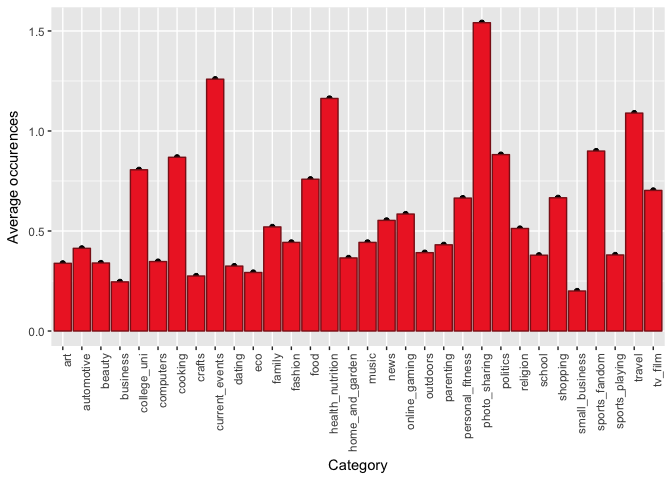 Average occurences
1.5
1.0
0.5
0.0
art
automotive
beauty
business
college_uni
computers
cooking
crafts
current_events
dating
eco
family
fashion
food
health_nutrition
home_and_garden
music
news
online_gaming
outdoors
parenting
personal_fitness
photo_sharing
politics
religion
school
shopping
small_business
sports_fandom
sports_playing
travel
tv_film
Category